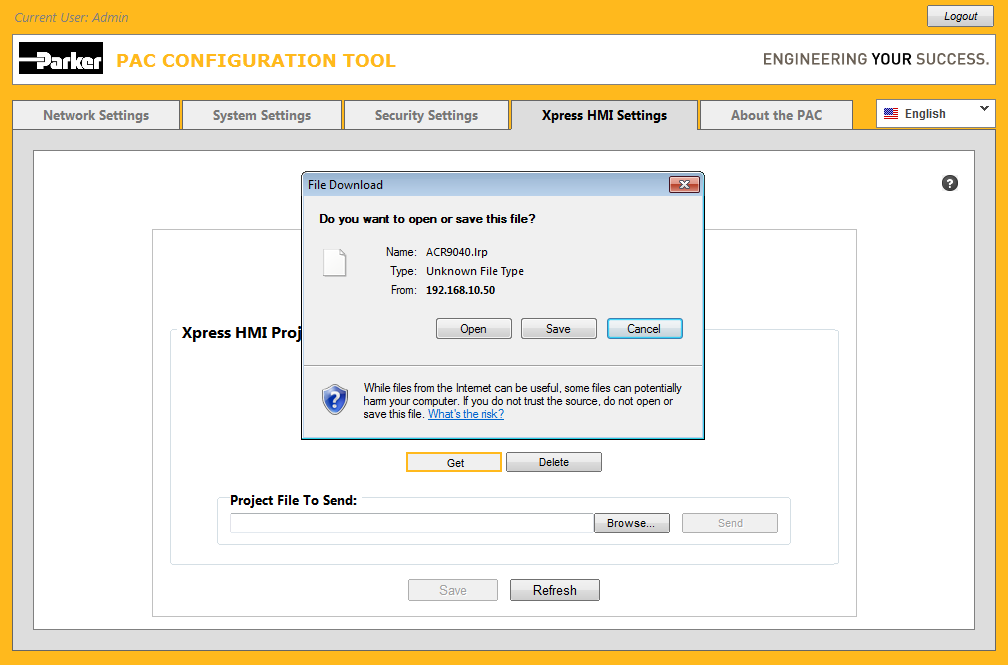 Current User: Admin
Logout
Parker
PAC CONFIGURATION TOOL
ENGINEERING YOUR SUCCESS.
Network Settings
System Settings
Security Settings
Xpress HMI Settings
About the PAC
English
?
File Download
Do you want to open or save this file?
Name: ACR9040.lrp
Type: Unknown File Type
From: 192.168.10.50
Open
Save
Cancel
While files from the Internet can be useful, some files can potentially
harm your computer. If you do not trust the source, do not open or
save this file. What's the risk?
Xpress HMI Proj
Get
Delete
Project File To Send:
Browse...
Send
Save
Refresh